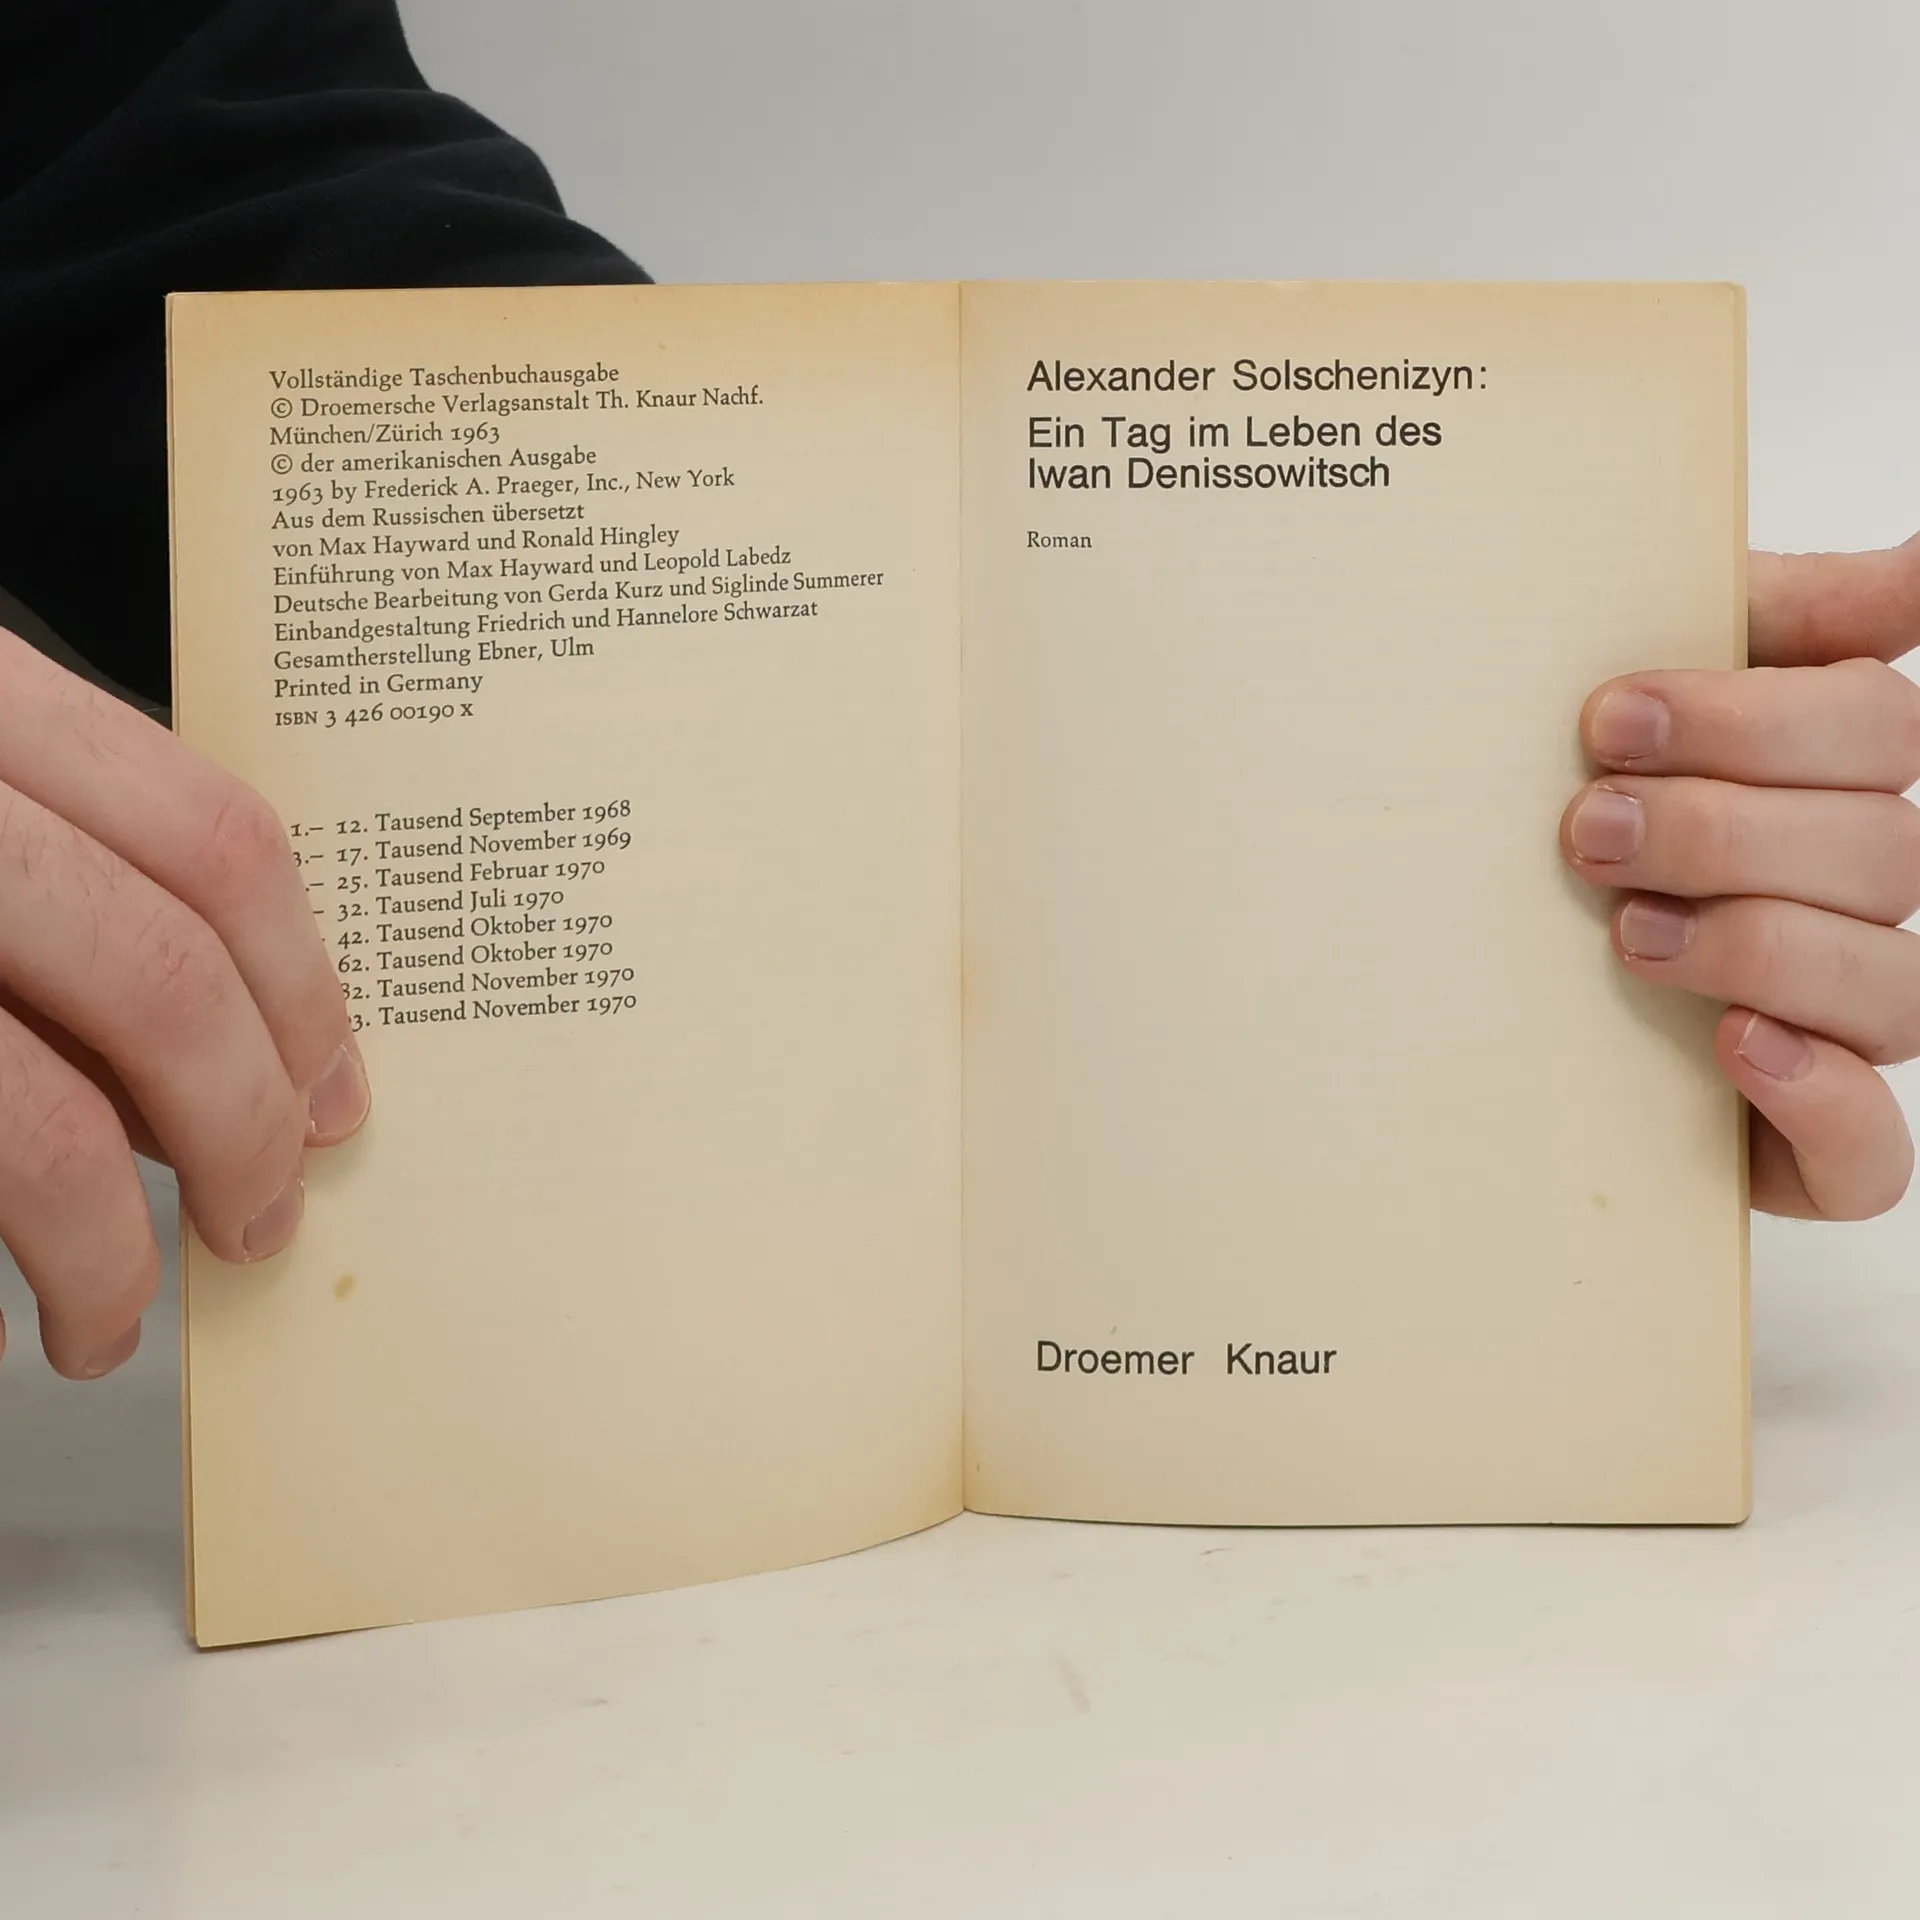 Vollständige Taschenbuchausgabe
© Droemersche Verlagsanstalt Th. Knaur Nachf.
München/Zürich 1963
© der amerikanischen Ausgabe
1963 by Frederick A. Praeger, Inc., New York
Aus dem Russischen übersetzt
von Max Hayward und Ronald Hingley
Einführung von Max Hayward und Leopold Labedz
Deutsche Bearbeitung von Gerda Kurz und Siglinde Summerer
Einbandgestaltung Friedrich und Hannelore Schwarzat
Gesamtherstellung Ebner, Ulm
Printed in Germany
ISBN 3 426 00190 X
1.– 12. Tausend September 1968
3.– 17. Tausend November 1969
.– 25. Tausend Februar 1970
– 32. Tausend Juli 1970
42. Tausend Oktober 1970
62. Tausend Oktober 1970
2. Tausend November 1970
3. Tausend November 1970
Alexander Solschenizyn:
Ein Tag im Leben des
Iwan Denissowitsch
Roman
Droemer Knaur